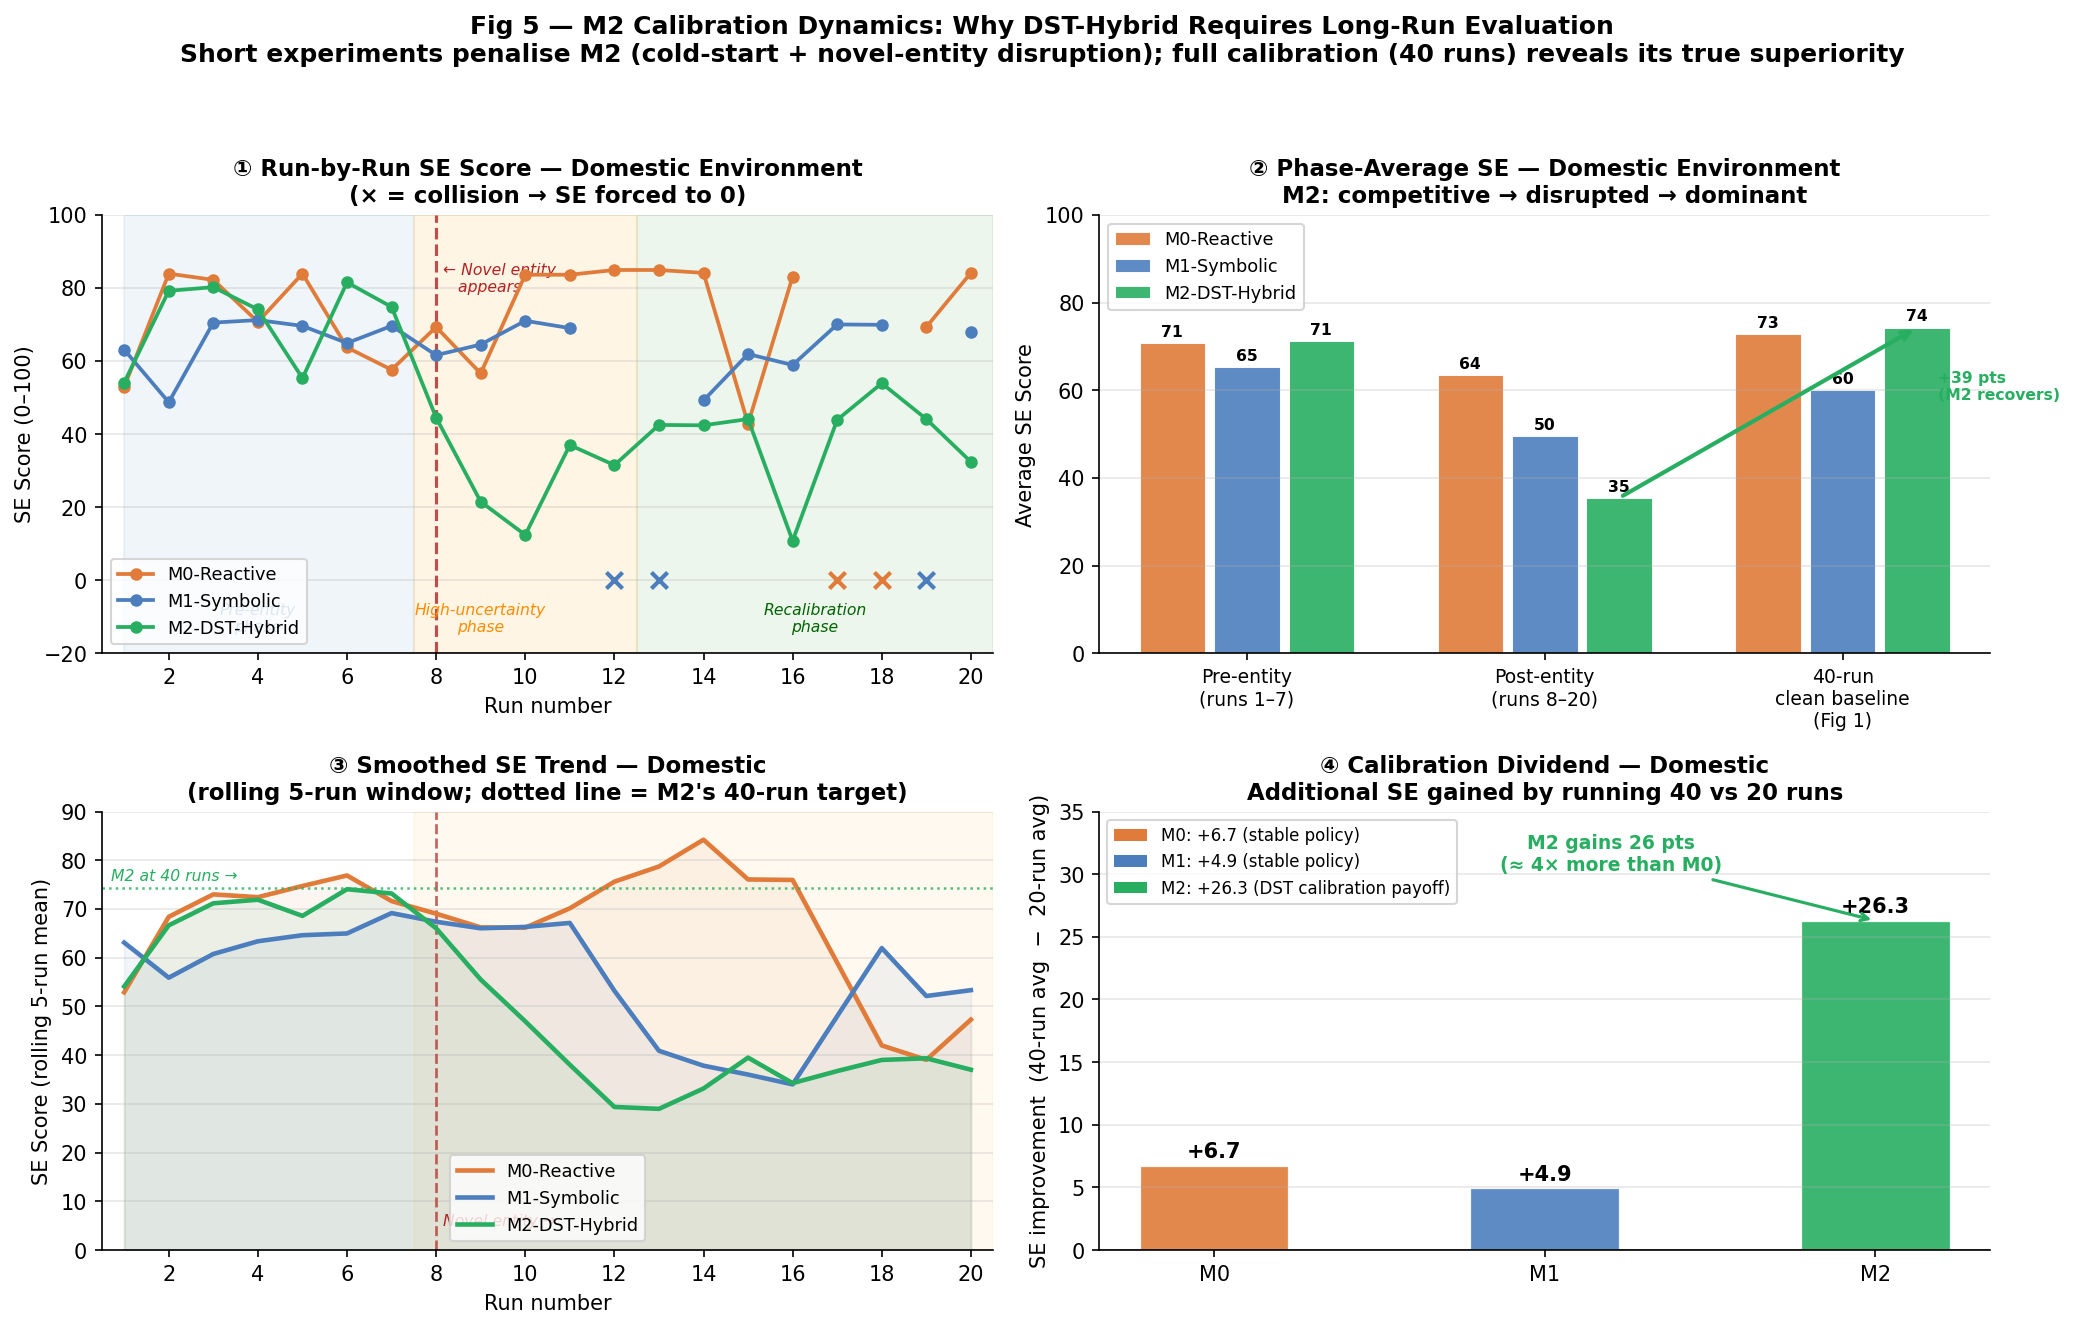 Fig 5 — M2 Calibration Dynamics: Why DST-Hybrid Requires Long-Run Evaluation
Short experiments penalise M2 (cold-start + novel-entity disruption); full calibration (40 runs) reveals its true superiority
① Run-by-Run SE Score — Domestic Environment
(× = collision → SE forced to 0)
SE Score (0–100)
100
80
60
40
20
0
−20
← Novel entity
appears
Pre-entity
High-uncertainty
phase
Recalibration
phase
M0-Reactive
M1-Symbolic
M2-DST-Hybrid
2 4 6 8 10 12 14 16 18 20
Run number
② Phase-Average SE — Domestic Environment
M2: competitive → disrupted → dominant
Average SE Score
100
80
60
40
20
0
M0-Reactive
M1-Symbolic
M2-DST-Hybrid
71 65 71
64 50 35
73 60 74
+39 pts
(M2 recovers)
Pre-entity
(runs 1–7)
Post-entity
(runs 8–20)
40-run
clean baseline
(Fig 1)
③ Smoothed SE Trend — Domestic
(rolling 5-run window; dotted line = M2's 40-run target)
SE Score (rolling 5-run mean)
90
80
70
60
50
40
30
20
10
0
M2 at 40 runs →
Novel entity
M0-Reactive
M1-Symbolic
M2-DST-Hybrid
2 4 6 8 10 12 14 16 18 20
Run number
④ Calibration Dividend — Domestic
Additional SE gained by running 40 vs 20 runs
SE improvement (40-run avg − 20-run avg)
35
30
25
20
15
10
5
0
M0: +6.7 (stable policy)
M1: +4.9 (stable policy)
M2: +26.3 (DST calibration payoff)
M2 gains 26 pts
(≈ 4× more than M0)
+6.7
+4.9
+26.3
M0 M1 M2